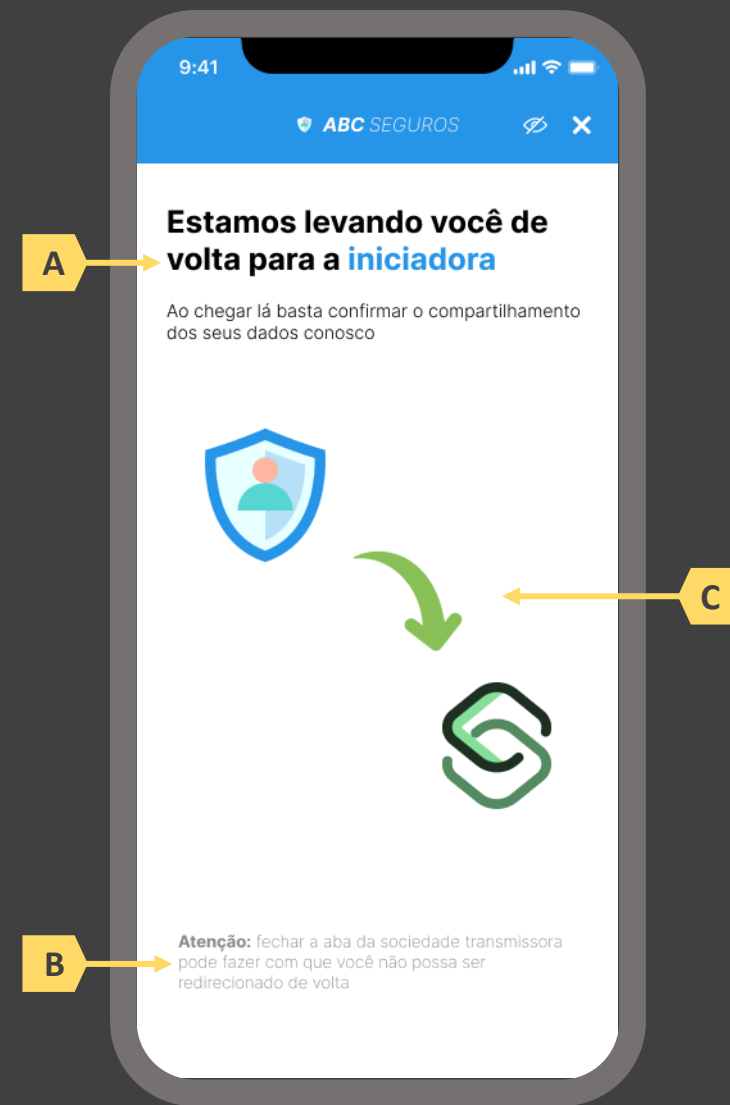 9:41
ABC SEGUROS
Estamos levando você de
volta para a iniciadora
A
Ao chegar lá basta confirmar o compartilhamento
dos seus dados conosco
C
Atenção: fechar a aba da sociedade transmissora
pode fazer com que você não possa ser
redirecionado de volta
B